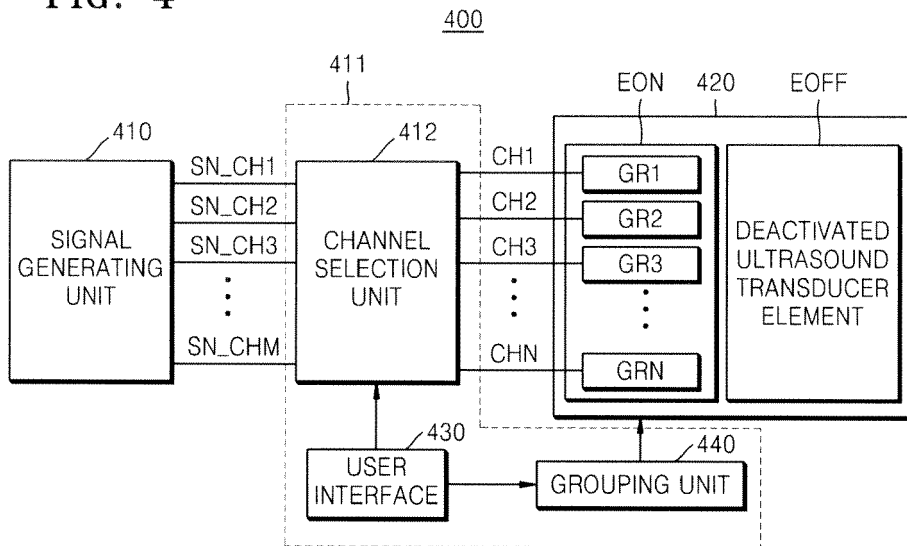 FIG. 4
400
411
EON
420
EOFF
410
412
SN_CH1
CH1
GR1
SN_CH2
CH2
GR2
SN_CH3
CH3
GR3
SIGNAL
GENERATING
UNIT
CHANNEL
SELECTION
UNIT
DEACTIVATED
ULTRASOUND
TRANSDUCER
ELEMENT
SN_CHM
CHN
GRN
430
440
USER
INTERFACE
GROUPING UNIT